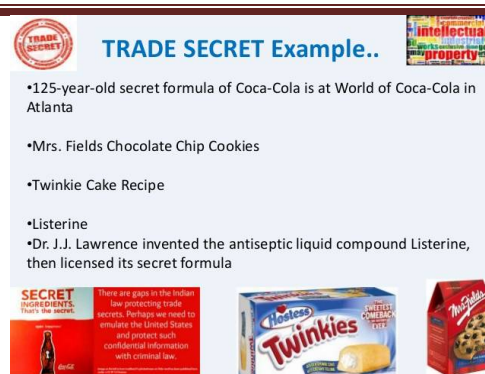 TRADE
SECRET
TRADE SECRET Example..
commercial
intellectual
property
•125-year-old secret formula of Coca-Cola is at World of Coca-Cola in
Atlanta
•Mrs. Fields Chocolate Chip Cookies
•Twinkie Cake Recipe
•Listerine
•Dr. J.J. Lawrence invented the antiseptic liquid compound Listerine,
then licensed its secret formula
SECRET
INGREDIENTS.
That's the secret.
There are gaps in the Indian
law protecting trade
secrets. Perhaps we need to
emulate the United States
and protect such
confidential information
with criminal law.
Hostess
Twinkies
THE
SWEETEST
COMEBACK
EVER.
Mrs. Fields